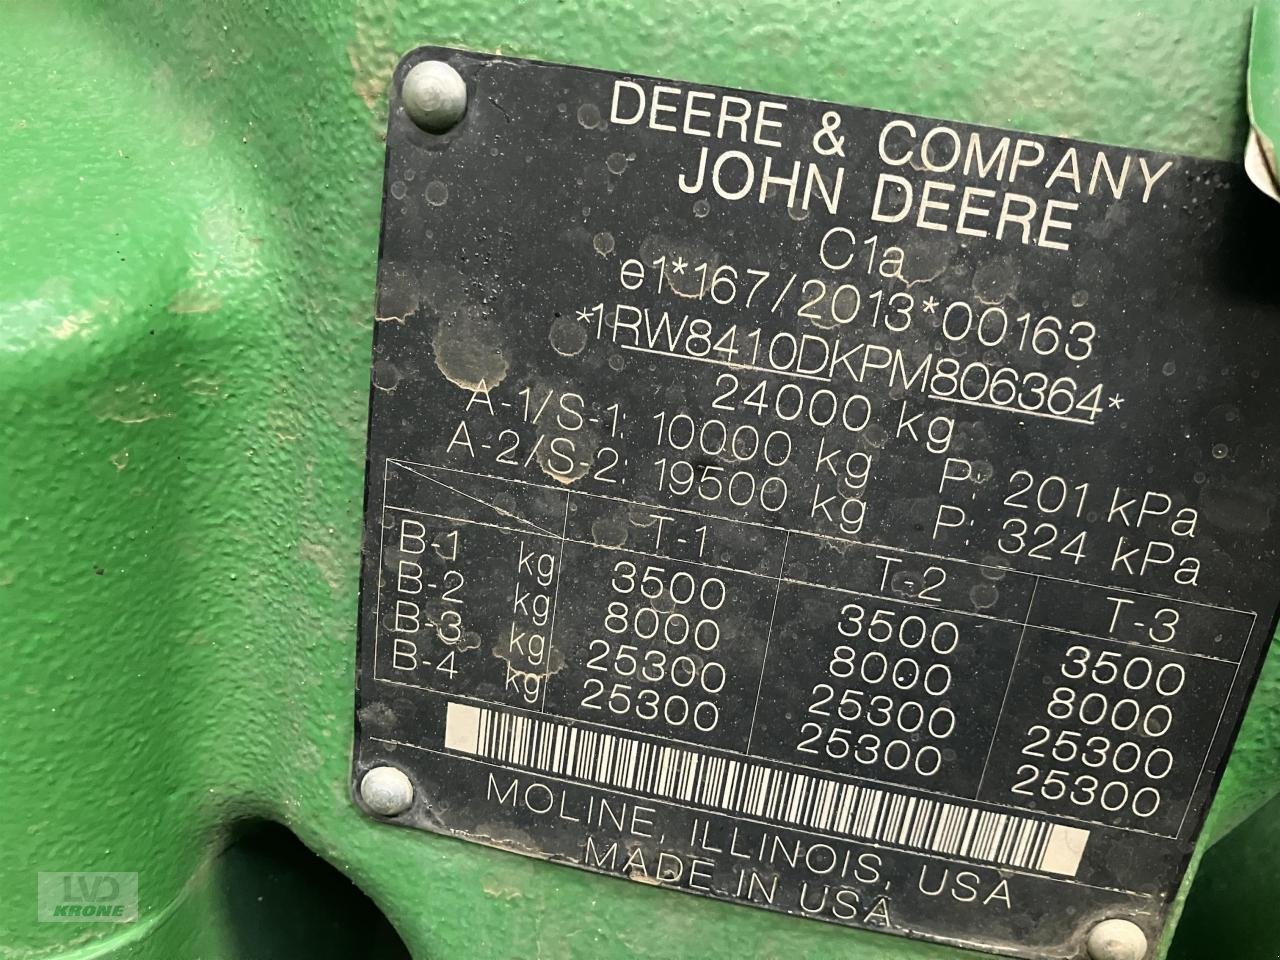 DEERE & COMPANY
JOHN DEERE
C1a
e1*167/2013*00163
*1RW8410DKPM806364*
24000 kg
A-1/S-1: 10000 kg P: 201 kPa
A-2/S-2: 19500 kg P: 324 kPa
T-1 T-2 T-3
B-1 kg 3500 3500 3500
B-2 kg 8000 8000 8000
B-3 kg 25300 25300 25300
B-4 kg 25300 25300 25300
MOLINE, ILLINOIS, USA
MADE IN USA
LVD
KRONE